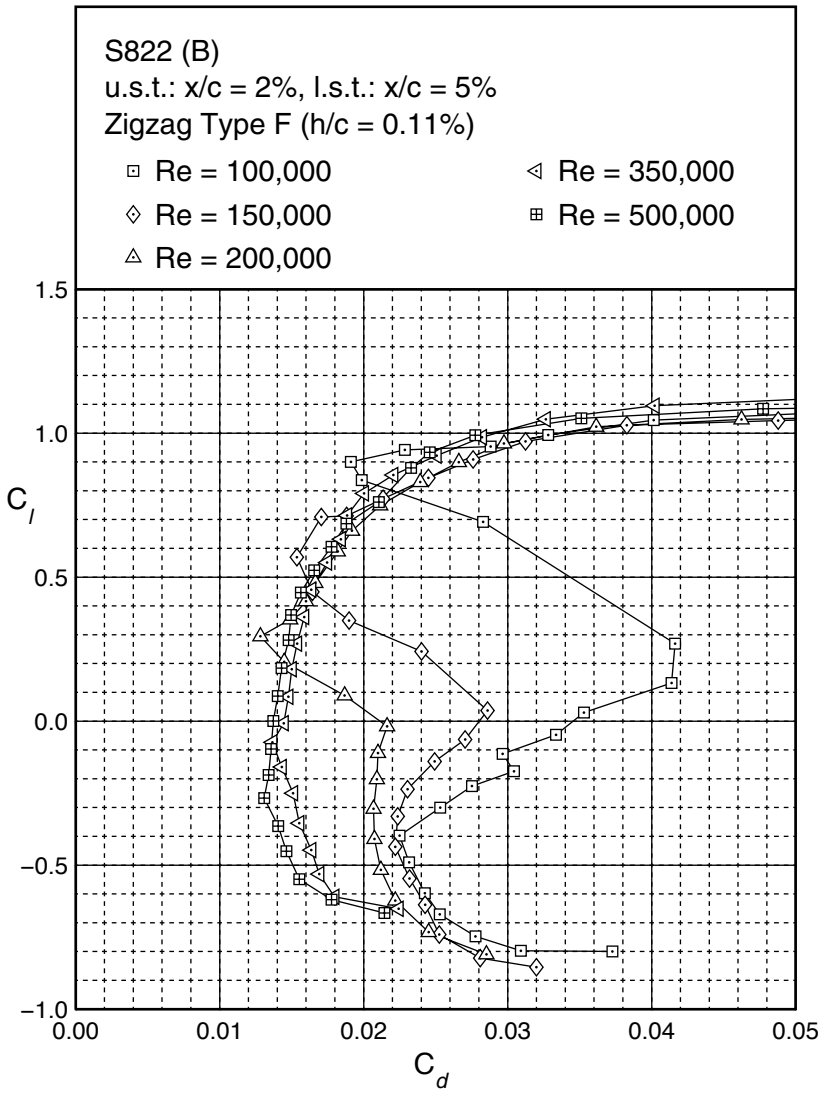 S822 (B)
u.s.t.: x/c = 2%, l.s.t.: x/c = 5%
Zigzag Type F (h/c = 0.11%)
Re = 100,000
Re = 350,000
Re = 150,000
Re = 500,000
Re = 200,000
1.5
1.0
C_l
0.5
0.0
−0.5
−1.0
0.00 0.01 0.02 0.03 0.04 0.05
C_d